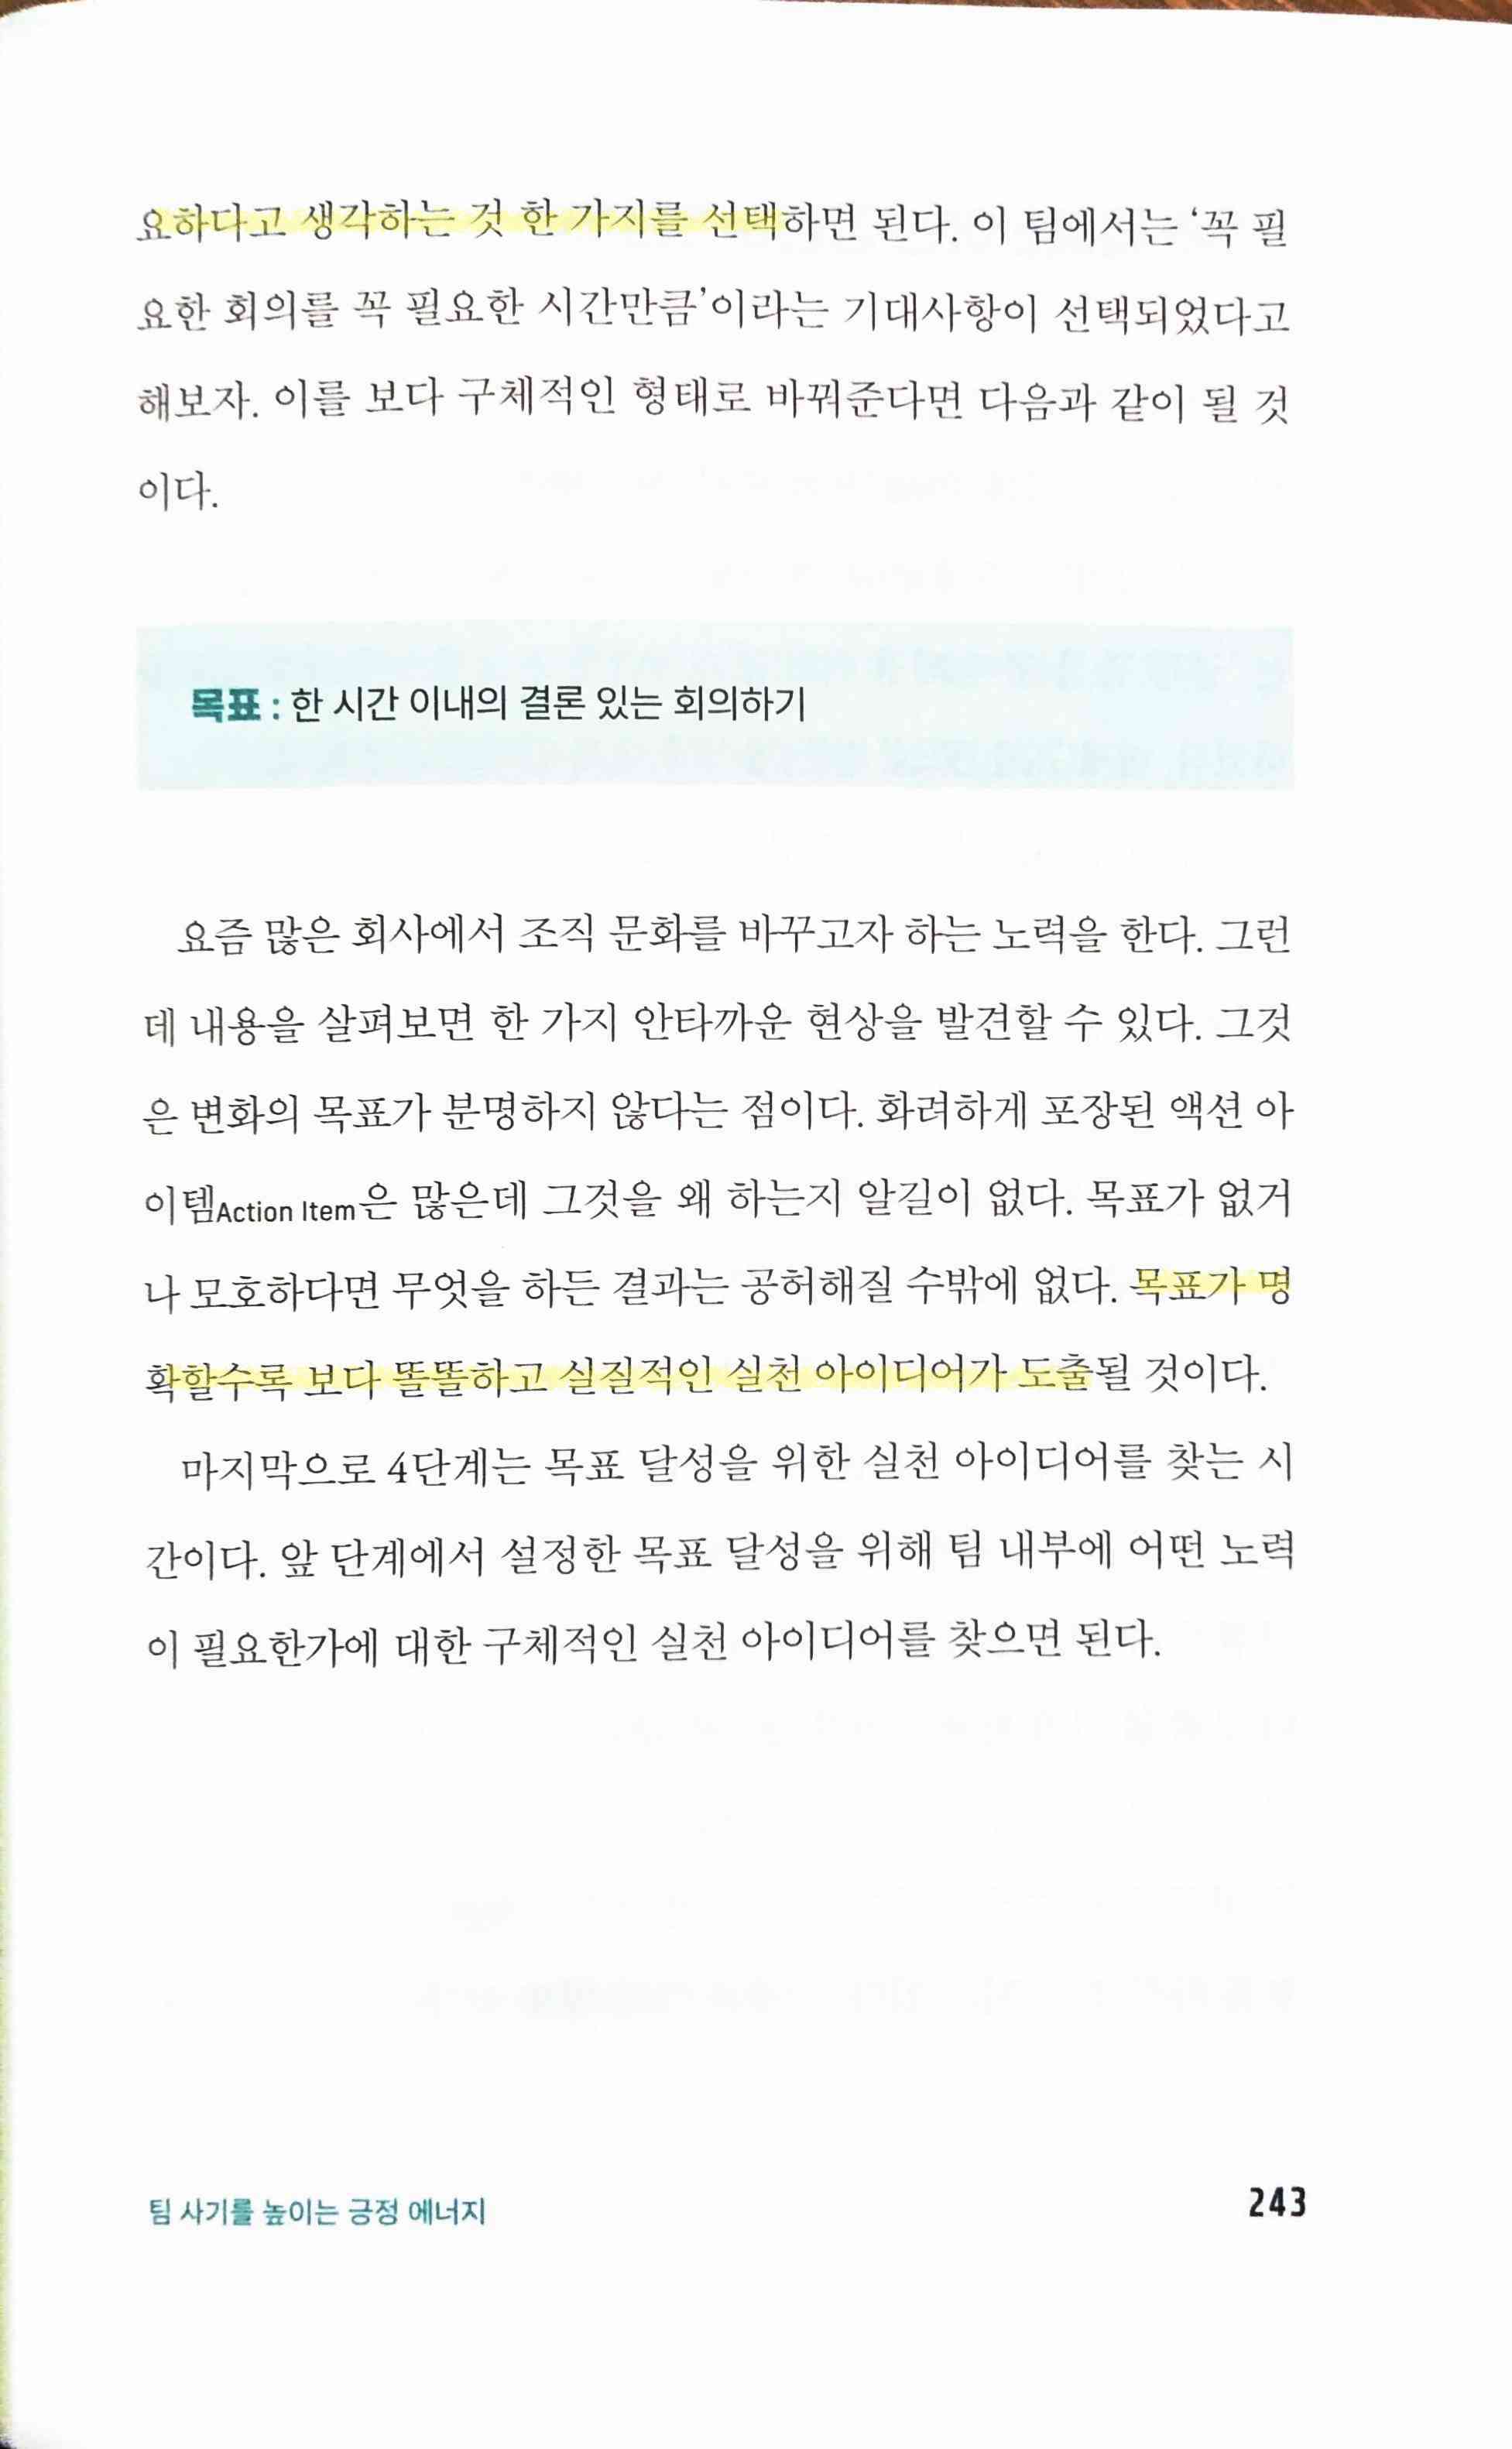 요하다고 생각하는 것 한 가지를 선택하면 된다. 이 팀에서는 ‘꼭 필
요한 회의를 꼭 필요한 시간만큼’이라는 기대사항이 선택되었다고
해보자. 이를 보다 구체적인 형태로 바꿔준다면 다음과 같이 될 것
이다.
목표 : 한 시간 이내의 결론 있는 회의하기
요즘 많은 회사에서 조직 문화를 바꾸고자 하는 노력을 한다. 그런
데 내용을 살펴보면 한 가지 안타까운 현상을 발견할 수 있다. 그것
은 변화의 목표가 분명하지 않다는 점이다. 화려하게 포장된 액션 아
이템Action Item은 많은데 그것을 왜 하는지 알길이 없다. 목표가 없거
나 모호하다면 무엇을 하든 결과는 공허해질 수밖에 없다. 목표가 명
확할수록 보다 똘똘하고 실질적인 실천 아이디어가 도출될 것이다.
마지막으로 4단계는 목표 달성을 위한 실천 아이디어를 찾는 시
간이다. 앞 단계에서 설정한 목표 달성을 위해 팀 내부에 어떤 노력
이 필요한가에 대한 구체적인 실천 아이디어를 찾으면 된다.
팀 사기를 높이는 긍정 에너지
243